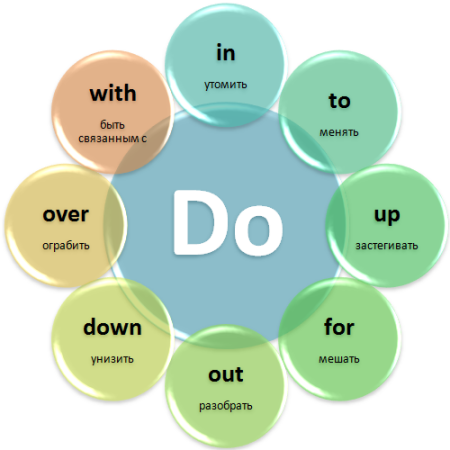 Do
in
утомить
to
менять
up
застегивать
for
мешать
out
разобрать
down
унизить
over
ограбить
with
быть
связанным с